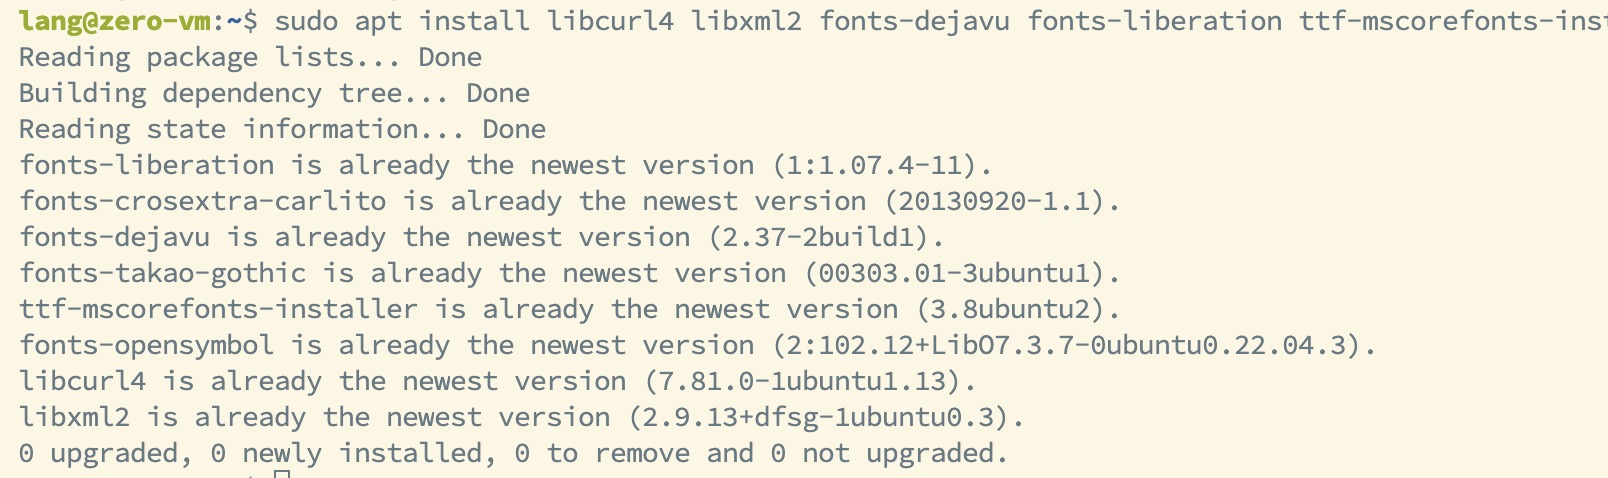 lang@zero-vm:~$ sudo apt install libcurl4 libxml2 fonts-dejavu fonts-liberation ttf-mscorefonts-inst
Reading package lists... Done
Building dependency tree... Done
Reading state information... Done
fonts-liberation is already the newest version (1:1.07.4-11).
fonts-crosextra-carlito is already the newest version (20130920-1.1).
fonts-dejavu is already the newest version (2.37-2build1).
fonts-takao-gothic is already the newest version (00303.01-3ubuntu1).
ttf-mscorefonts-installer is already the newest version (3.8ubuntu2).
fonts-opensymbol is already the newest version (2:102.12+LibO7.3.7-0ubuntu0.22.04.3).
libcurl4 is already the newest version (7.81.0-1ubuntu1.13).
libxml2 is already the newest version (2.9.13+dfsg-1ubuntu0.3).
0 upgraded, 0 newly installed, 0 to remove and 0 not upgraded.